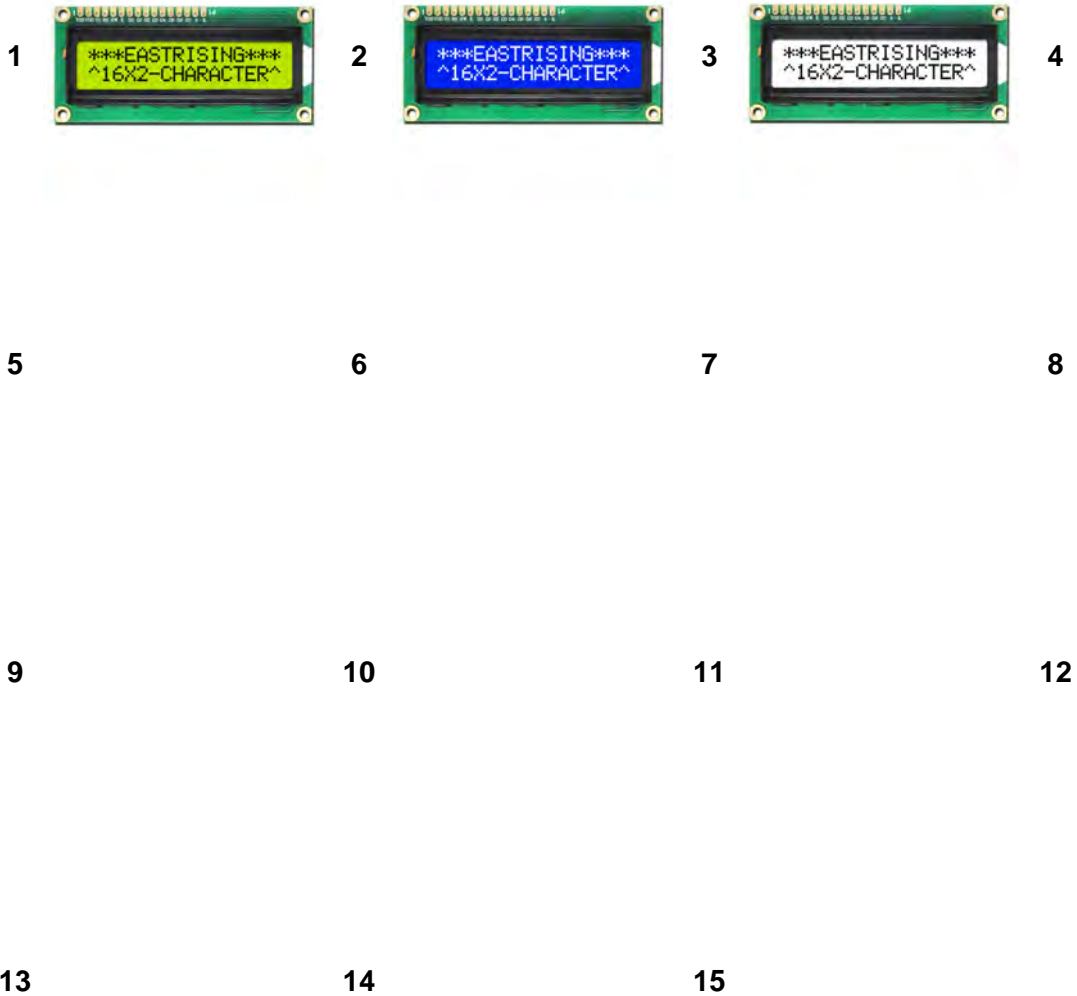 1
***EASTRISING***
^16X2-CHARACTER^
2
***EASTRISING***
^16X2-CHARACTER^
3
***EASTRISING***
^16X2-CHARACTER^
4
5
6
7
8
9
10
11
12
13
14
15